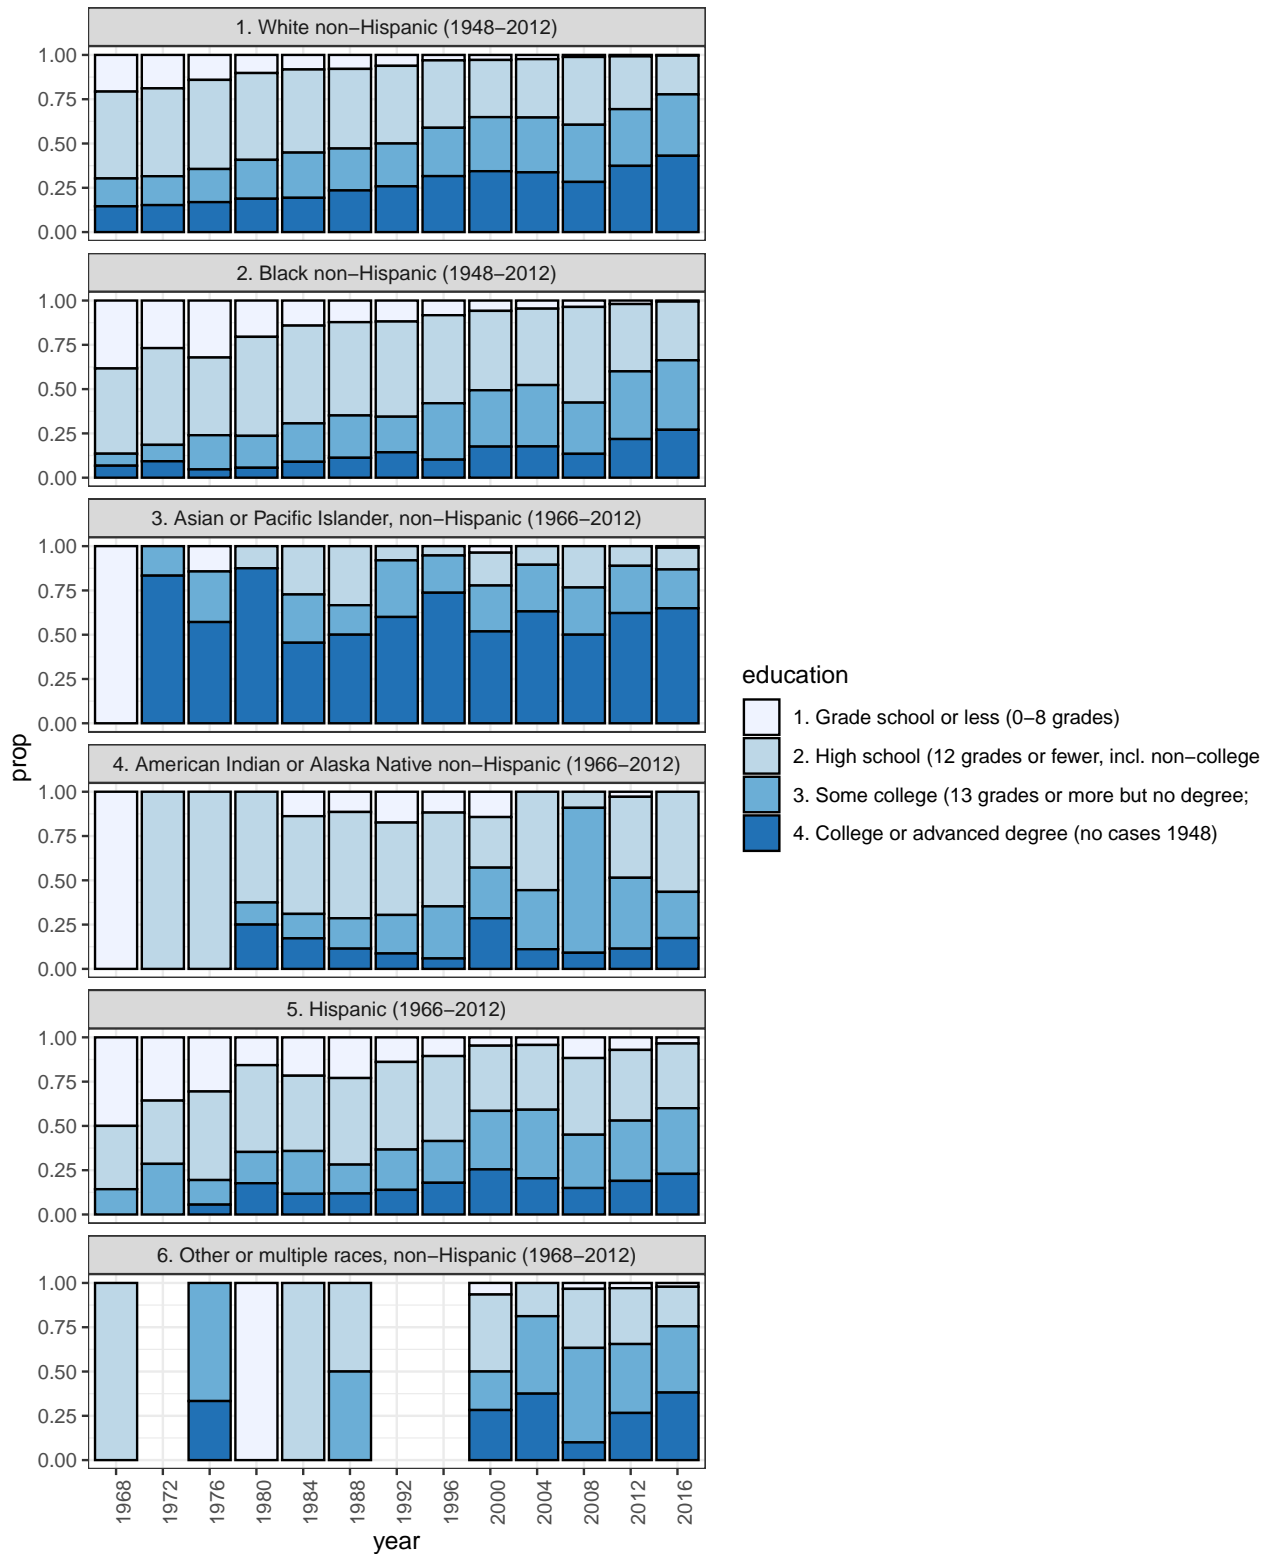 1. White non−Hispanic (1948−2012)
1.00
0.75
0.50
0.25
0.00
2. Black non−Hispanic (1948−2012)
1.00
0.75
0.50
0.25
0.00
3. Asian or Pacific Islander, non−Hispanic (1966−2012)
1.00
0.75
0.50
0.25
0.00
4. American Indian or Alaska Native non−Hispanic (1966−2012)
1.00
0.75
0.50
0.25
0.00
5. Hispanic (1966−2012)
1.00
0.75
0.50
0.25
0.00
6. Other or multiple races, non−Hispanic (1968−2012)
1.00
0.75
0.50
0.25
0.00
prop
1968 1972 1976 1980 1984 1988 1992 1996 2000 2004 2008 2012 2016
year
education
1. Grade school or less (0−8 grades)
2. High school (12 grades or fewer, incl. non−college
3. Some college (13 grades or more but no degree;
4. College or advanced degree (no cases 1948)